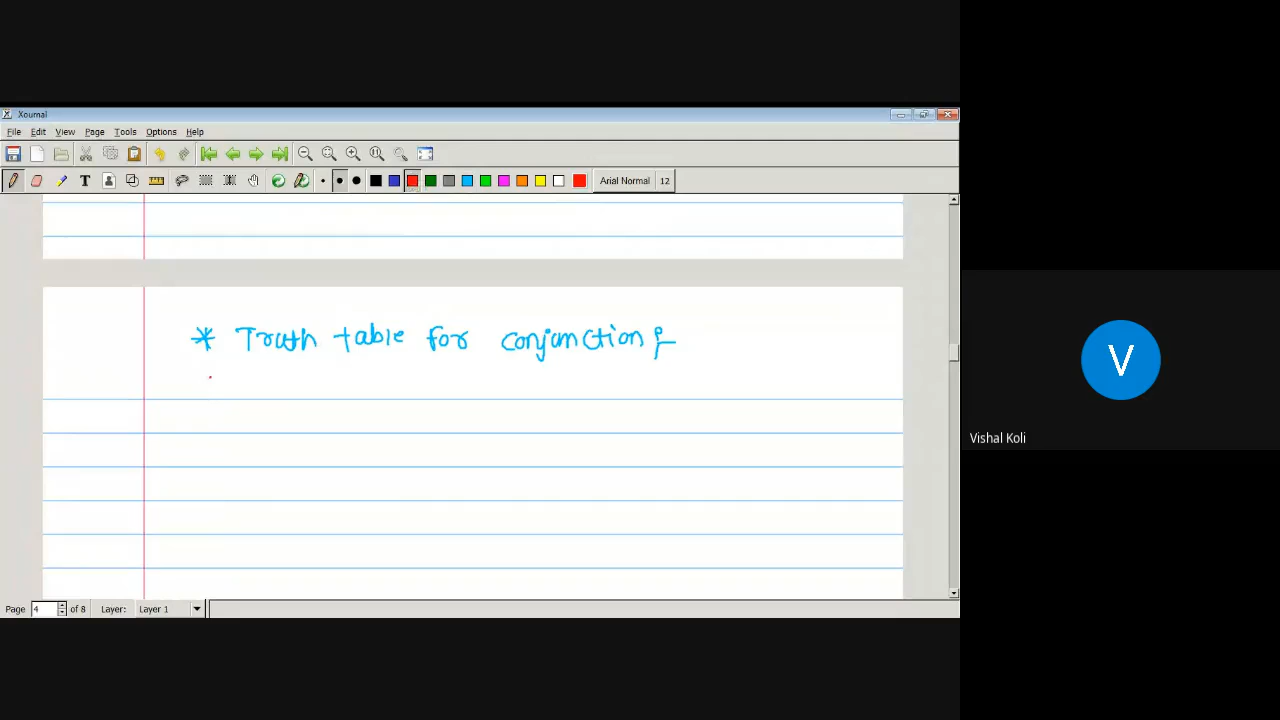 Xournal
File Edit View Page Tools Options Help
Arial Normal 12
* Truth table for conjunction :-
Page 4 of 8 Layer: Layer 1
V
Vishal Koli